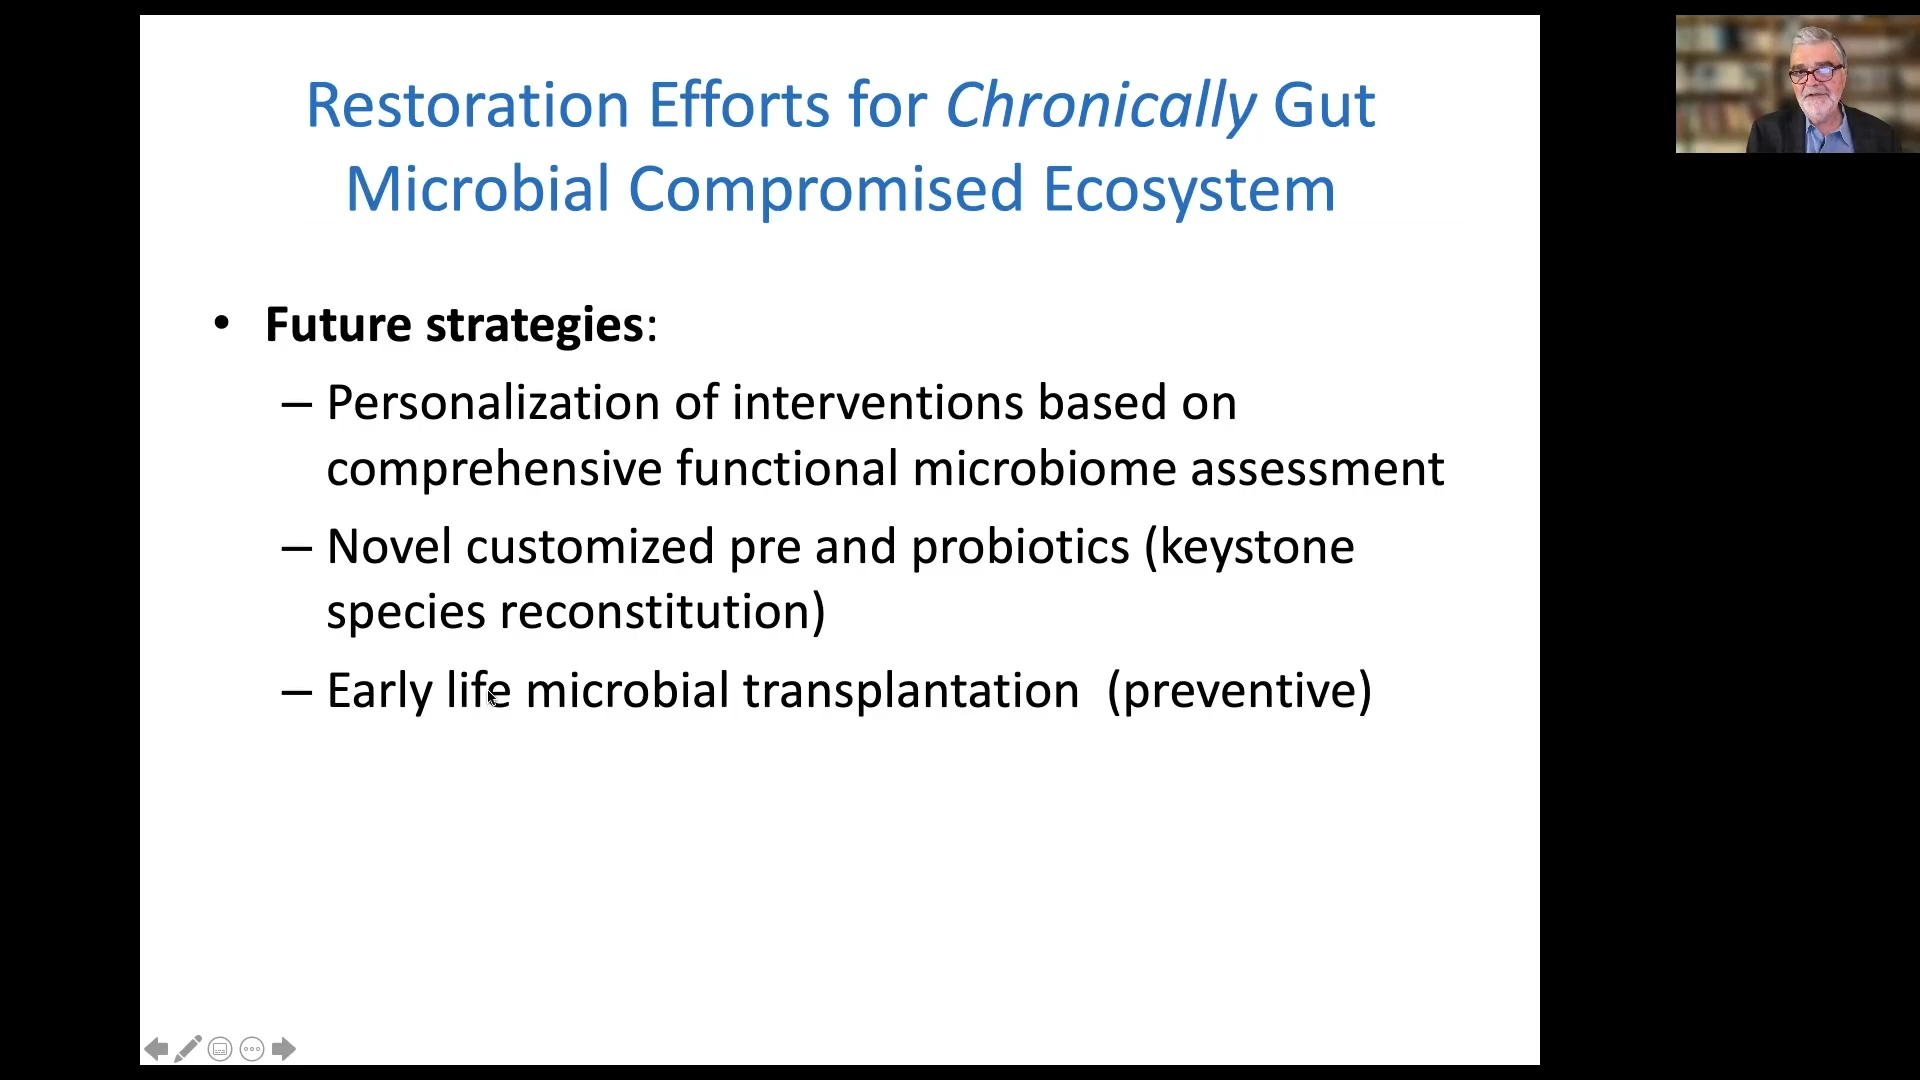 Restoration Efforts for Chronically Gut
Microbial Compromised Ecosystem
• Future strategies:
– Personalization of interventions based on
comprehensive functional microbiome assessment
– Novel customized pre and probiotics (keystone
species reconstitution)
– Early life microbial transplantation  (preventive)